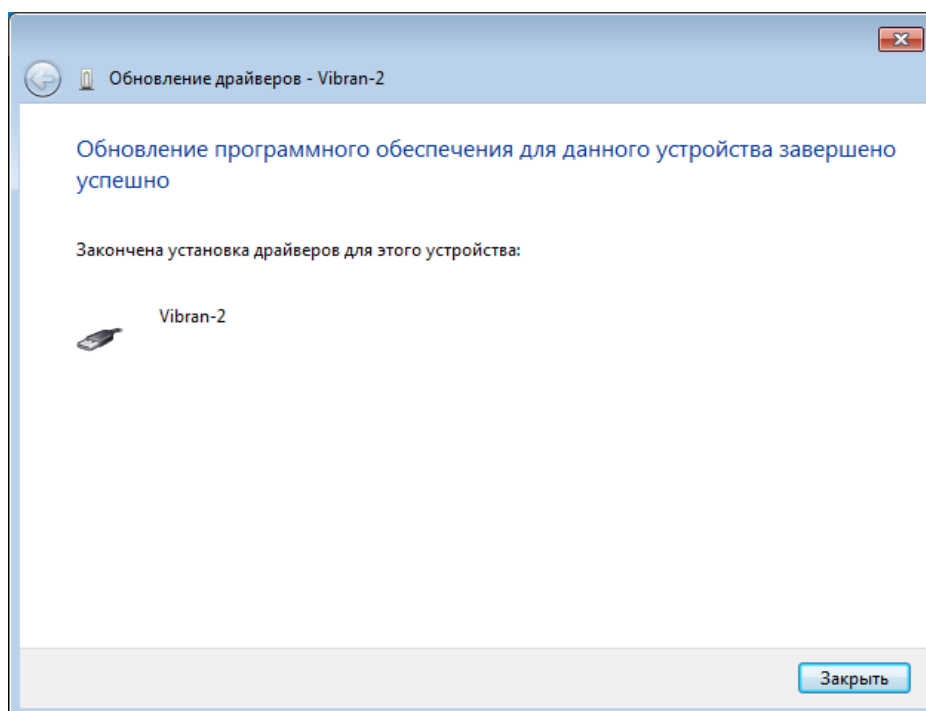 Обновление драйверов - Vibran-2
Обновление программного обеспечения для данного устройства завершено
успешно
Закончена установка драйверов для этого устройства:
Vibran-2
Закрыть